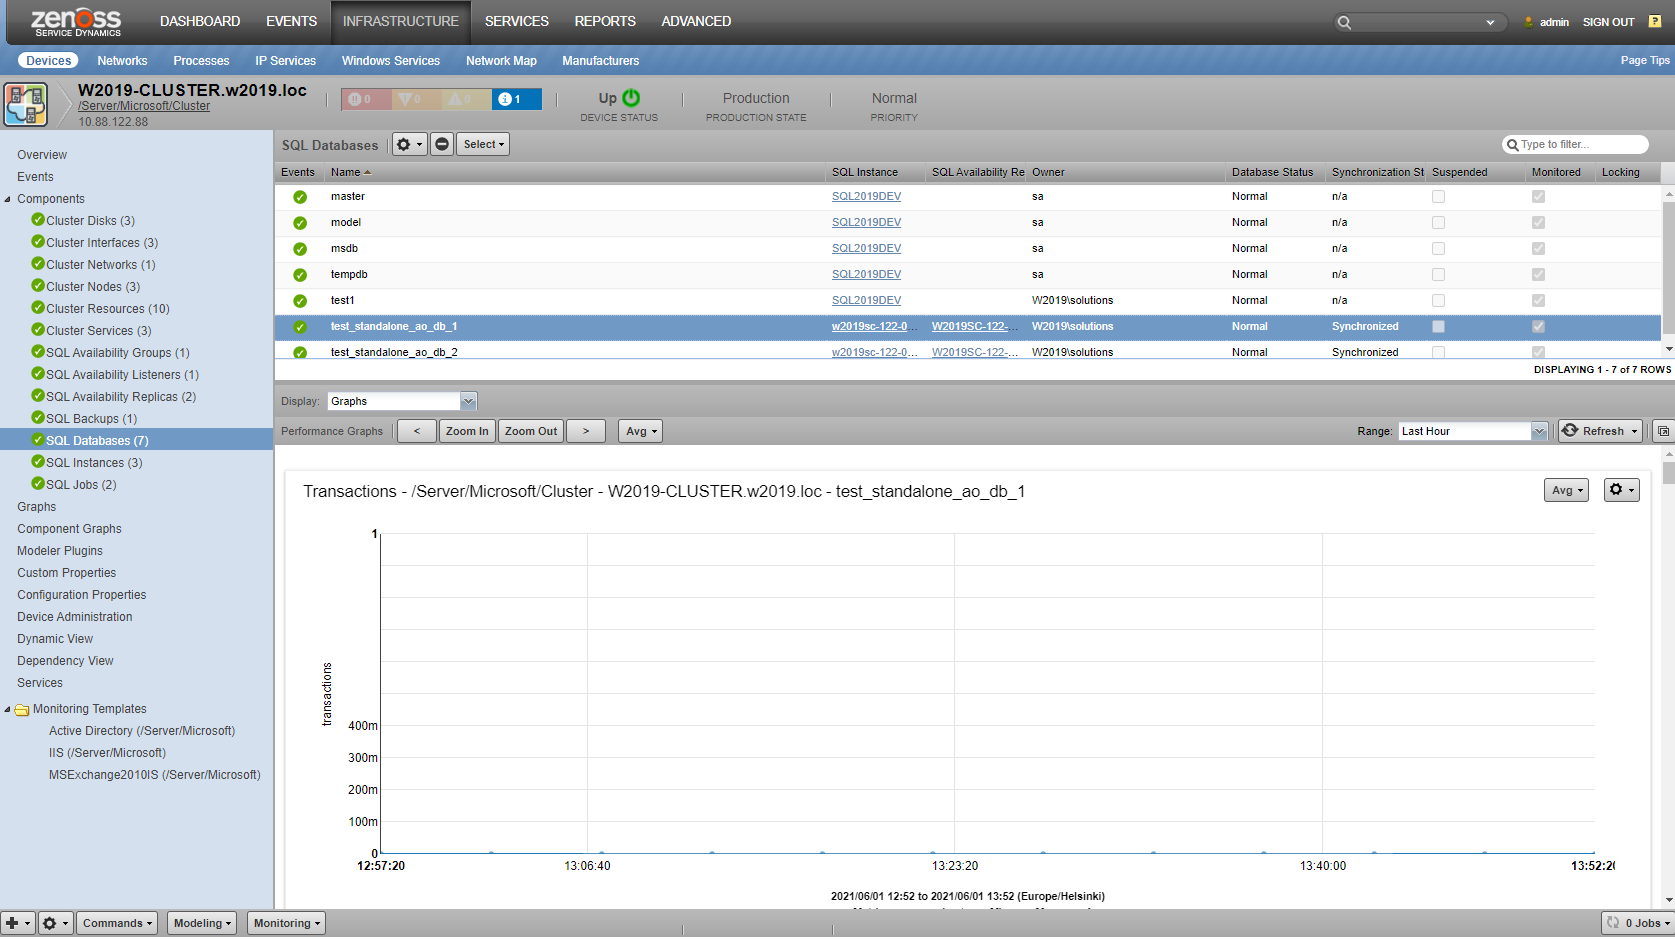 zenoss
SERVICE DYNAMICS
DASHBOARD EVENTS INFRASTRUCTURE SERVICES REPORTS ADVANCED
admin SIGN OUT ?
Devices Networks Processes IP Services Windows Services Network Map Manufacturers Page Tips
W2019-CLUSTER.w2019.loc
/Server/Microsoft/Cluster
10.88.122.88
0 0 0 1
Up
DEVICE STATUS
Production
PRODUCTION STATE
Normal
PRIORITY
Overview
Events
Components
Cluster Disks (3)
Cluster Interfaces (3)
Cluster Networks (1)
Cluster Nodes (3)
Cluster Resources (10)
Cluster Services (3)
SQL Availability Groups (1)
SQL Availability Listeners (1)
SQL Availability Replicas (2)
SQL Backups (1)
SQL Databases (7)
SQL Instances (3)
SQL Jobs (2)
Graphs
Component Graphs
Modeler Plugins
Custom Properties
Configuration Properties
Device Administration
Dynamic View
Dependency View
Services
Monitoring Templates
Active Directory (/Server/Microsoft)
IIS (/Server/Microsoft)
MSExchange2010IS (/Server/Microsoft)
SQL Databases Select Type to filter...
Events Name SQL Instance SQL Availability Re Owner Database Status Synchronization St Suspended Monitored Locking
master SQL2019DEV sa Normal n/a
model SQL2019DEV sa Normal n/a
msdb SQL2019DEV sa Normal n/a
tempdb SQL2019DEV sa Normal n/a
test1 SQL2019DEV W2019\solutions Normal n/a
test_standalone_ao_db_1 w2019sc-122-0... W2019SC-122-... W2019\solutions Normal Synchronized
test_standalone_ao_db_2 w2019sc-122-0... W2019SC-122-... W2019\solutions Normal Synchronized
DISPLAYING 1 - 7 of 7 ROWS
Display: Graphs
Performance Graphs < Zoom In Zoom Out > Avg Range: Last Hour Refresh
Transactions - /Server/Microsoft/Cluster - W2019-CLUSTER.w2019.loc - test_standalone_ao_db_1 Avg
transactions
1
400m
300m
200m
100m
0
12:57:20 13:06:40 13:23:20 13:40:00 13:52:20
2021/06/01 12:52 to 2021/06/01 13:52 (Europe/Helsinki)
Commands Modeling Monitoring 0 Jobs